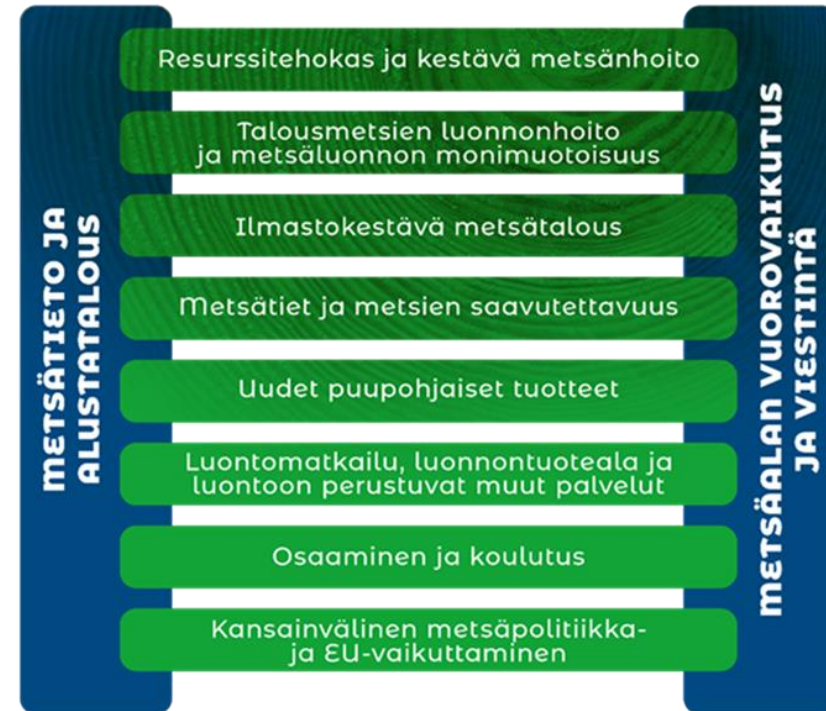 METSÄTIETO JA
ALUSTATALOUS
Resurssitehokas ja kestävä metsänhoito
Talousmetsien luonnonhoito
ja metsäluonnon monimuotoisuus
Ilmastokestävä metsätalous
Metsätiet ja metsien saavutettavuus
Uudet puupohjaiset tuotteet
Luontomatkailu, luonnontuoteala ja
luontoon perustuvat muut palvelut
Osaaminen ja koulutus
Kansainvälinen metsäpolitiikka-
ja EU-vaikuttaminen
METSÄALAN VUOROVAIKUTUS
JA VIESTINTÄ